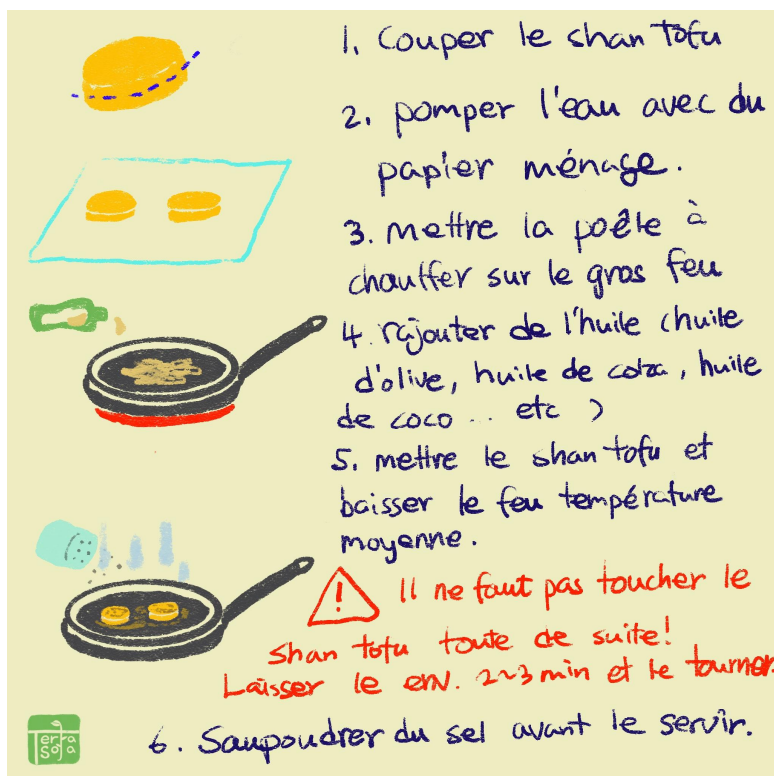 1. Couper le shan tofu
2. pomper l'eau avec du
papier ménage.
3. mettre la poêle à
chauffer sur le gros feu
4. rajouter de l'huile (huile
d'olive, huile de colza, huile
de coco .. etc )
5. mettre le shan tofu et
baisser le feu température
moyenne.
! Il ne faut pas toucher le
shan tofu toute de suite!
Laisser le env. 2~3 min et le tourner
6. Saupoudrer du sel avant le servir.
Terra
Soja